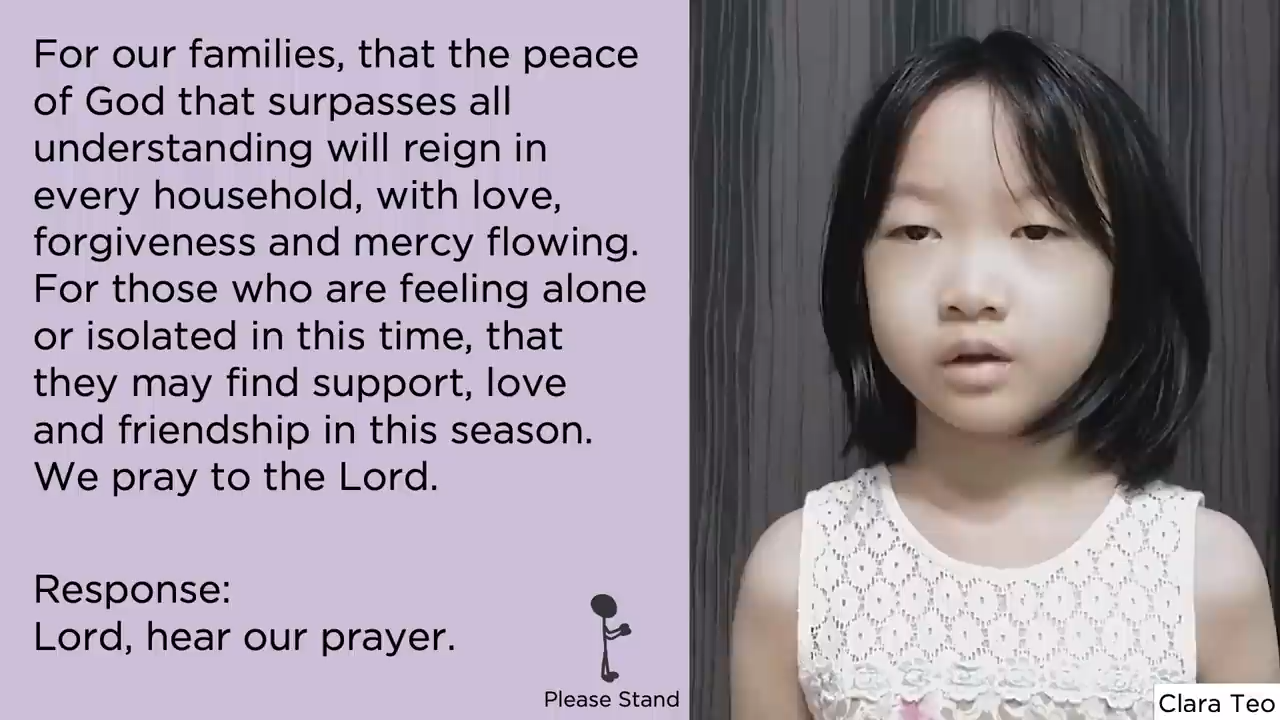 For our families, that the peace
of God that surpasses all
understanding will reign in
every household, with love,
forgiveness and mercy flowing.
For those who are feeling alone
or isolated in this time, that
they may find support, love
and friendship in this season.
We pray to the Lord.
Response:
Lord, hear our prayer.
Please Stand
Clara Teo